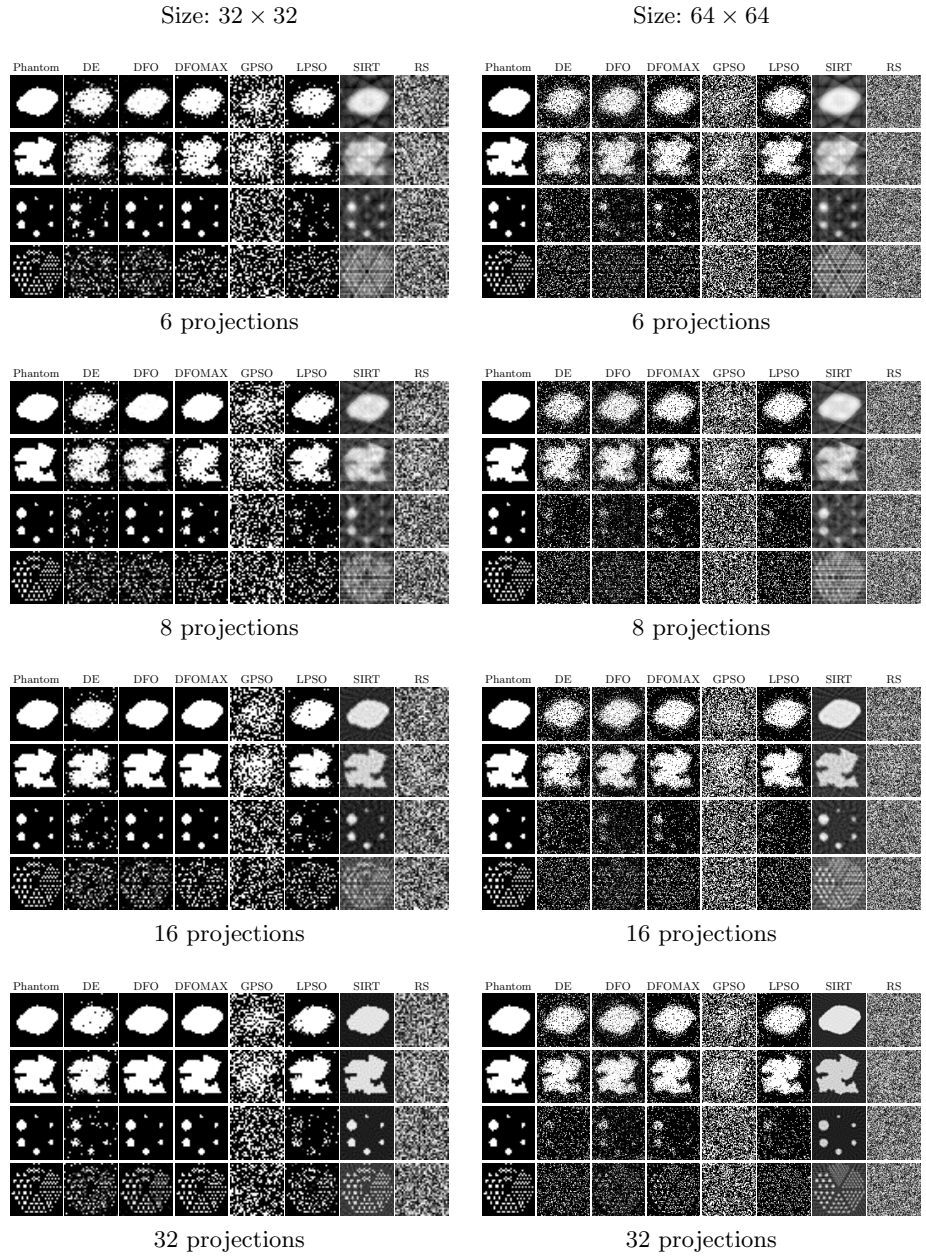 Size: 32 × 32
Size: 64 × 64
Phantom DE DFO DFOMAX GPSO LPSO SIRT RS
Phantom DE DFO DFOMAX GPSO LPSO SIRT RS
6 projections
6 projections
Phantom DE DFO DFOMAX GPSO LPSO SIRT RS
Phantom DE DFO DFOMAX GPSO LPSO SIRT RS
8 projections
8 projections
Phantom DE DFO DFOMAX GPSO LPSO SIRT RS
Phantom DE DFO DFOMAX GPSO LPSO SIRT RS
16 projections
16 projections
Phantom DE DFO DFOMAX GPSO LPSO SIRT RS
Phantom DE DFO DFOMAX GPSO LPSO SIRT RS
32 projections
32 projections